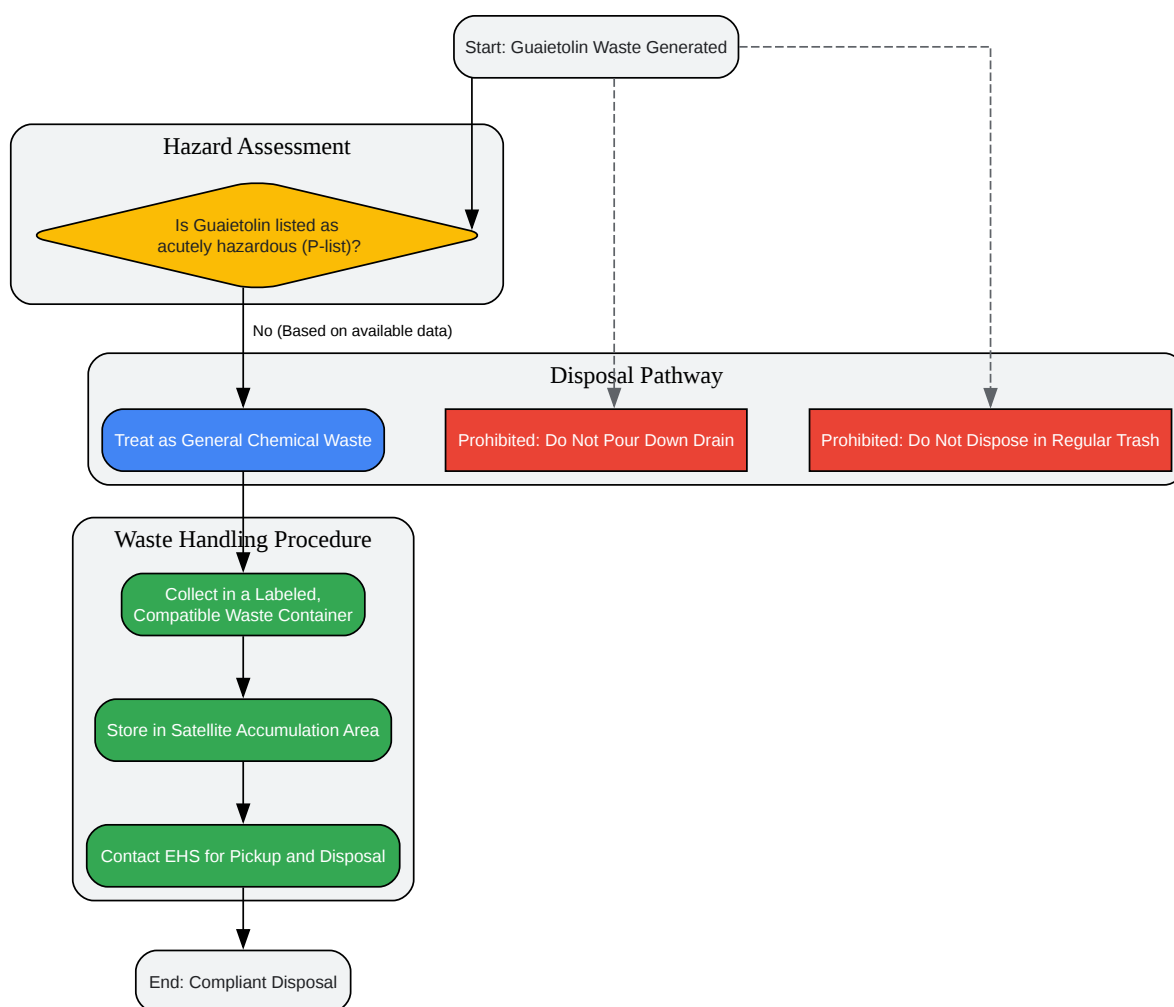 Start: Guaietolin Waste Generated
Hazard Assessment
Is Guaietolin listed as
acutely hazardous (P-list)?
No (Based on available data)
Disposal Pathway
Treat as General Chemical Waste
Prohibited: Do Not Pour Down Drain
Prohibited: Do Not Dispose in Regular Trash
Waste Handling Procedure
Collect in a Labeled,
Compatible Waste Container
Store in Satellite Accumulation Area
Contact EHS for Pickup and Disposal
End: Compliant Disposal